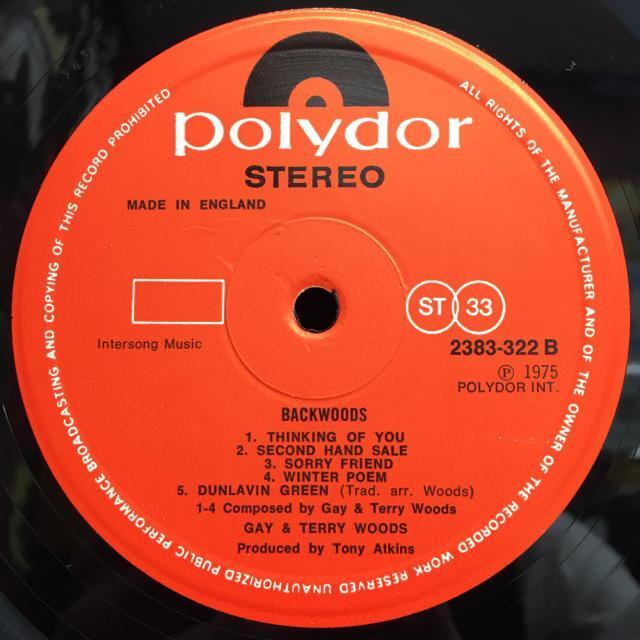 polydor
STEREO
MADE IN ENGLAND
ST 33
Intersong Music
2383-322 B
Ⓟ 1975
POLYDOR INT.
BACKWOODS
1. THINKING OF YOU
2. SECOND HAND SALE
3. SORRY FRIEND
4. WINTER POEM
5. DUNLAVIN GREEN (Trad. arr. Woods)
1-4 Composed by Gay & Terry Woods
GAY & TERRY WOODS
Produced by Tony Atkins
ALL RIGHTS OF THE MANUFACTURER AND OF THE OWNER OF THE RECORDED WORK RESERVED UNAUTHORIZED PUBLIC PERFORMANCE BROADCASTING AND COPYING OF THIS RECORD PROHIBITED